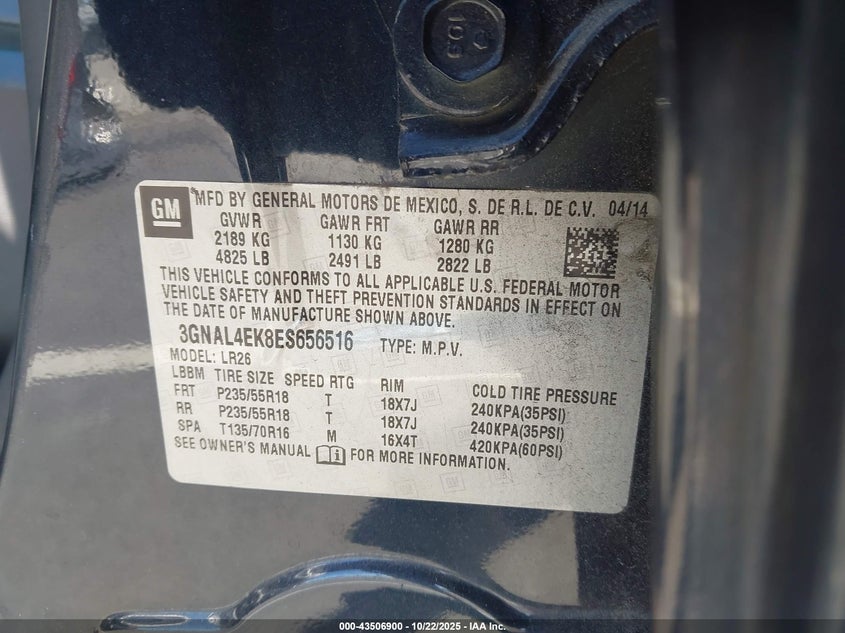 109
GM
MFD BY GENERAL MOTORS DE MEXICO, S. DE R.L. DE C.V. 04/14
GVWR GAWR FRT GAWR RR
2189 KG 1130 KG 1280 KG
4825 LB 2491 LB 2822 LB
THIS VEHICLE CONFORMS TO ALL APPLICABLE U.S. FEDERAL MOTOR
VEHICLE SAFETY AND THEFT PREVENTION STANDARDS IN EFFECT ON
THE DATE OF MANUFACTURE SHOWN ABOVE.
3GNAL4EK8ES656516 TYPE: M.P.V.
MODEL: LR26
LBBM TIRE SIZE SPEED RTG RIM COLD TIRE PRESSURE
FRT P235/55R18 T 18X7J 240KPA(35PSI)
RR P235/55R18 T 18X7J 240KPA(35PSI)
SPA T135/70R16 M 16X4T 420KPA(60PSI)
SEE OWNER'S MANUAL i FOR MORE INFORMATION.
000-43506900 - 10/22/2025 - IAA Inc.